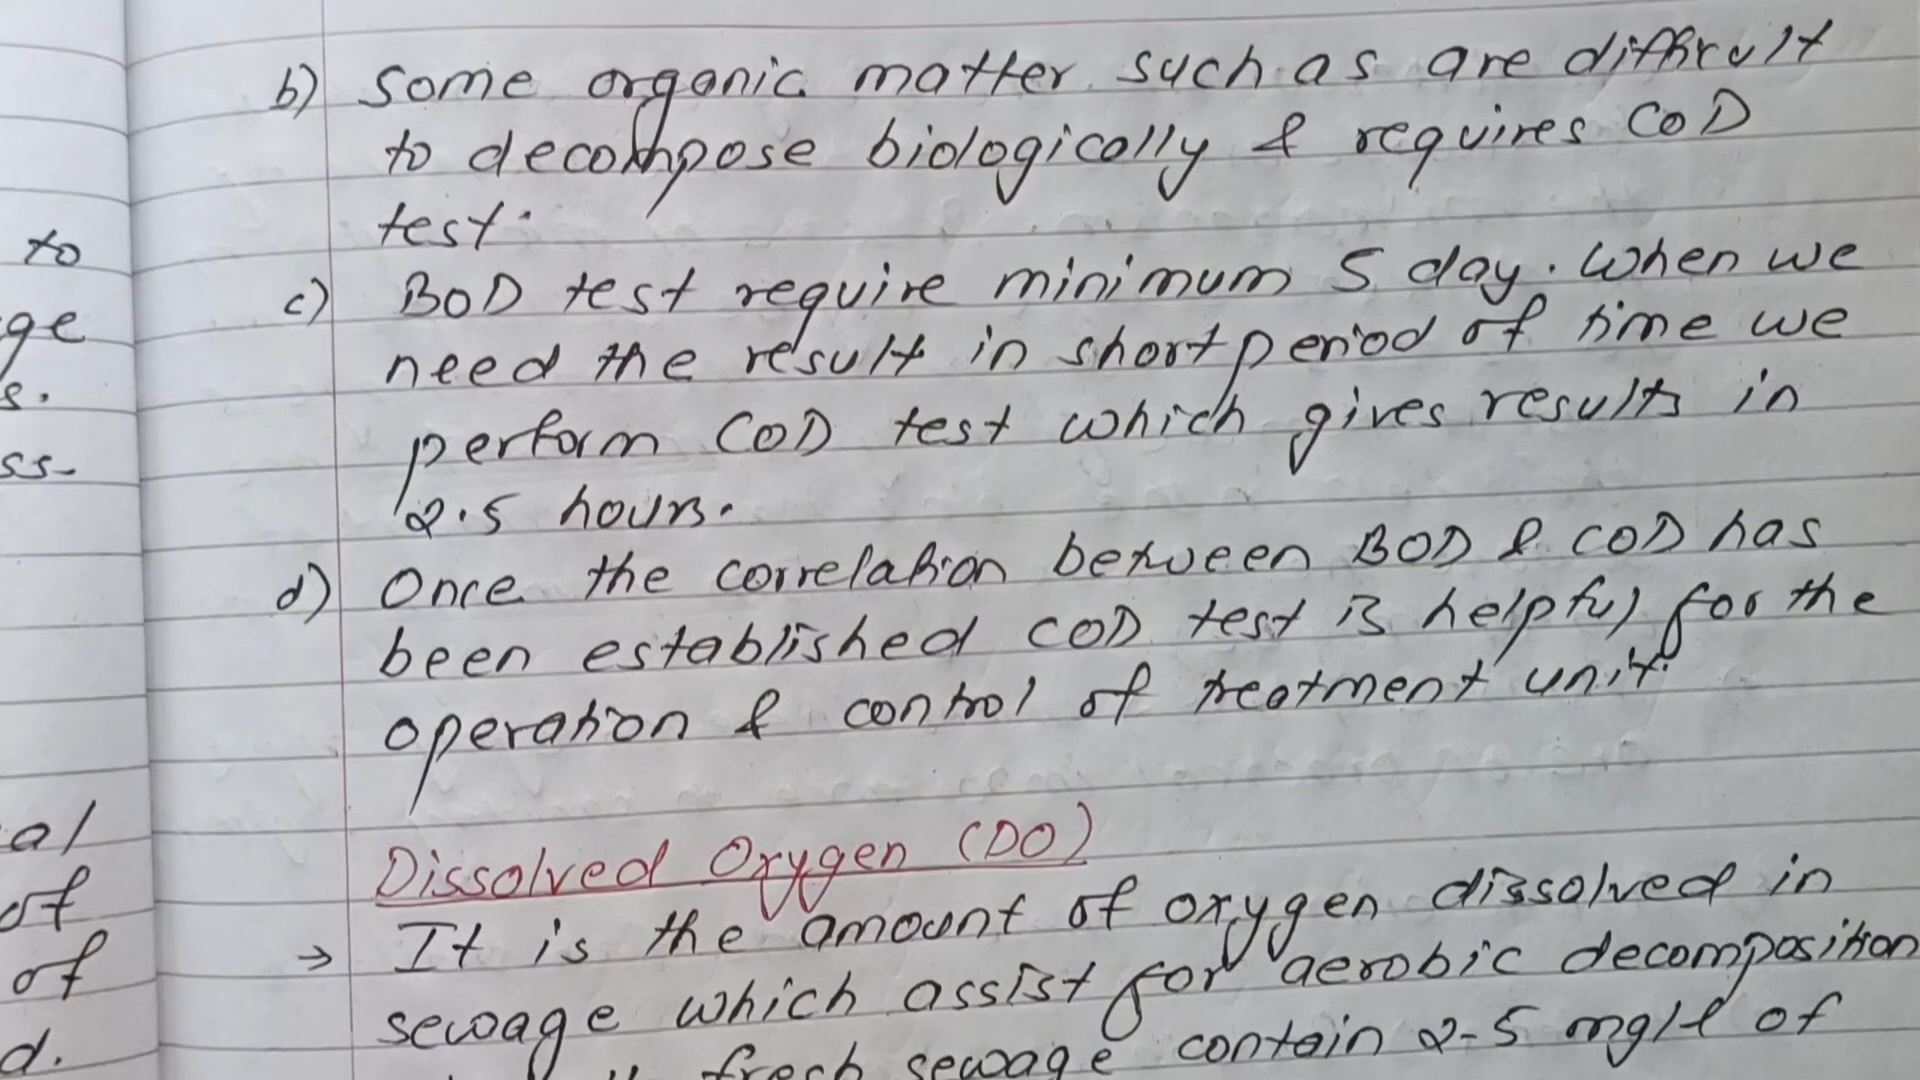 b) Some organic matter such as are difficult
to decompose biologically & requires COD
test.
c) BOD test require minimum 5 day. When we
need the result in short period of time we
perform COD test which gives results in
2.5 hours.
d) Once the correlation between BOD & COD has
been established COD test is helpful for the
operation & control of treatment unit.
Dissolved Oxygen (DO)
→ It is the amount of oxygen dissolved in
sewage which assist for aerobic decomposition
fresh sewage contain 2-5 mg/l of
to
ge
s.
ss-
al
of
of
d.